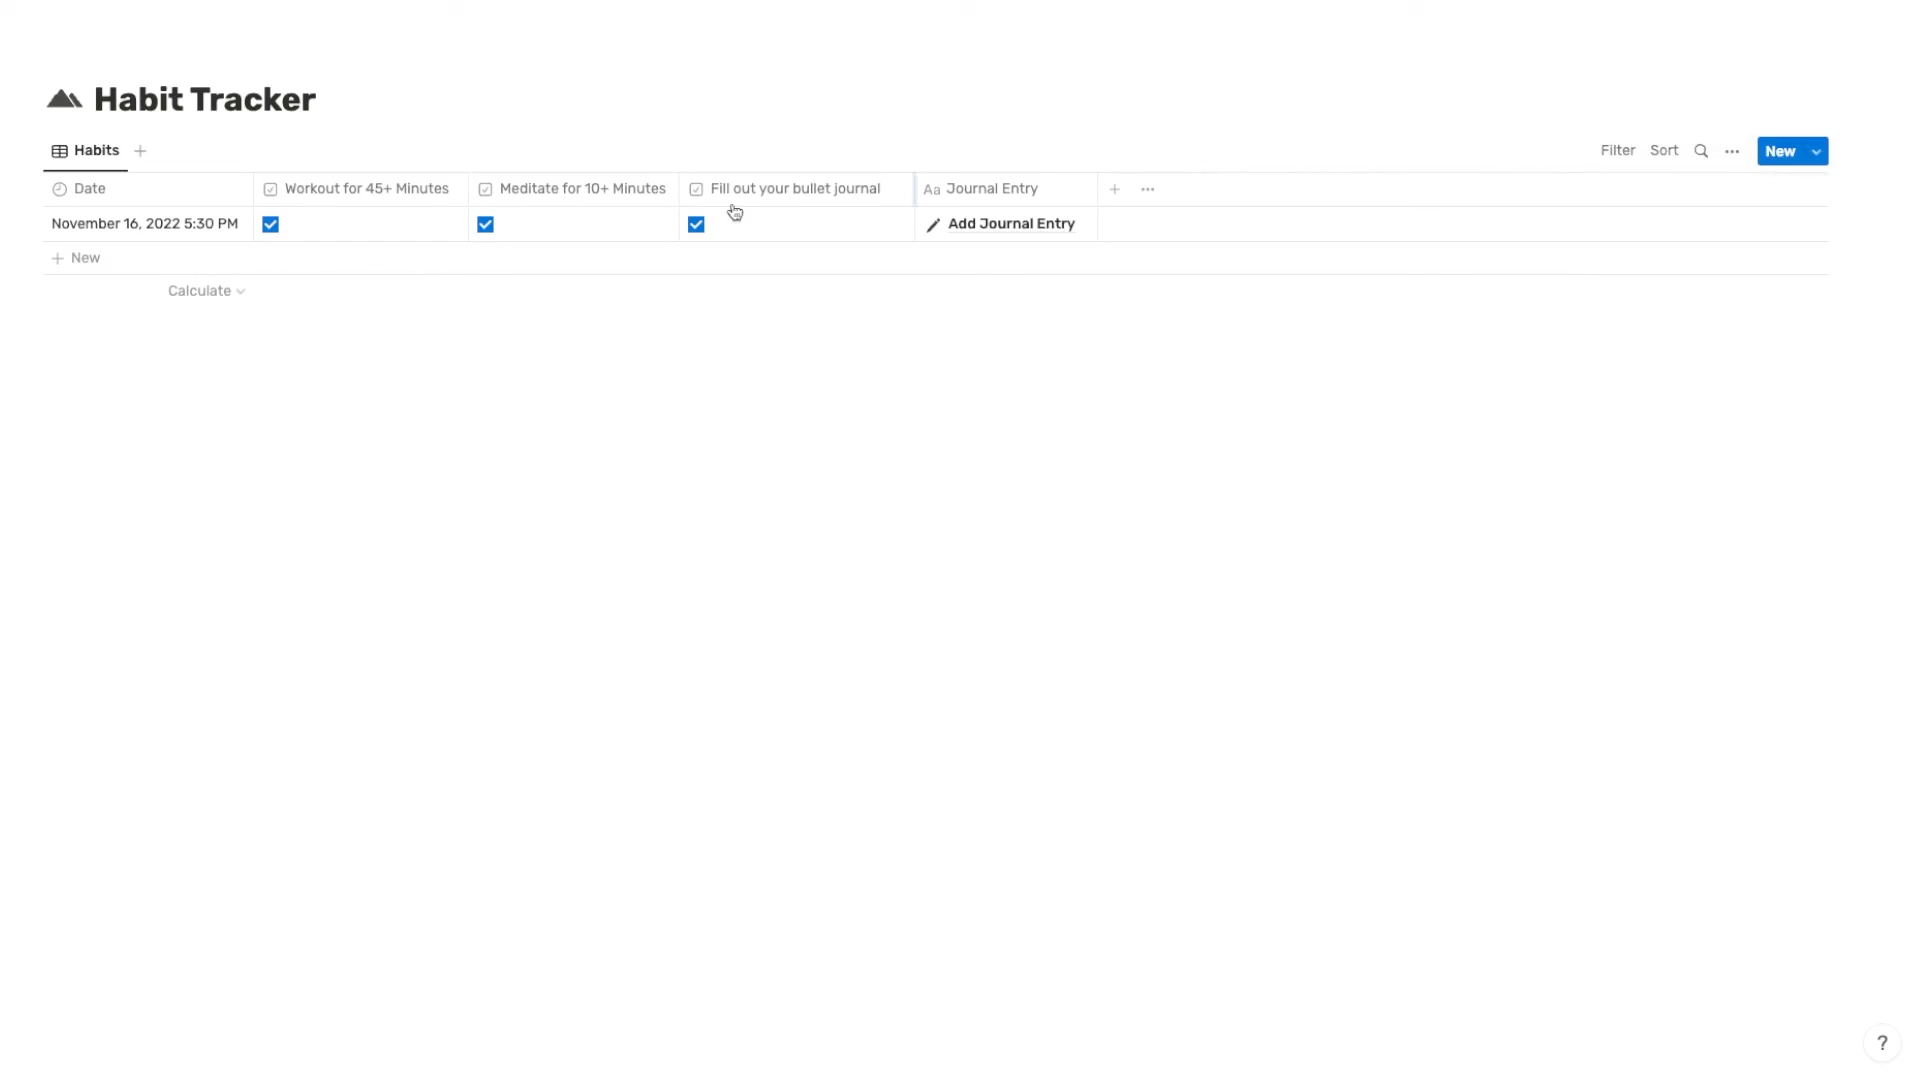 Habit Tracker
Habits
Filter Sort New
Date Workout for 45+ Minutes Meditate for 10+ Minutes Fill out your bullet journal Aa Journal Entry
November 16, 2022 5:30 PM Add Journal Entry
+ New
Calculate
?